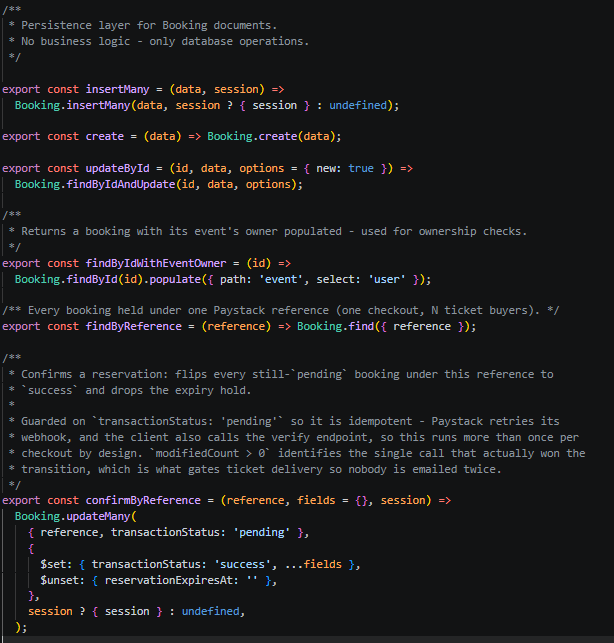 /**
 * Persistence layer for Booking documents.
 * No business logic - only database operations.
 */
export const insertMany = (data, session) =>
  Booking.insertMany(data, session ? { session } : undefined);
export const create = (data) => Booking.create(data);
export const updateById = (id, data, options = { new: true }) =>
  Booking.findByIdAndUpdate(id, data, options);
/**
 * Returns a booking with its event's owner populated - used for ownership checks.
 */
export const findByIdWithEventOwner = (id) =>
  Booking.findById(id).populate({ path: 'event', select: 'user' });
/** Every booking held under one Paystack reference (one checkout, N ticket buyers). */
export const findByReference = (reference) => Booking.find({ reference });
/**
 * Confirms a reservation: flips every still-`pending` booking under this reference to
 * `success` and drops the expiry hold.
 *
 * Guarded on `transactionStatus: 'pending'` so it is idempotent - Paystack retries its
 * webhook, and the client also calls the verify endpoint, so this runs more than once per
 * checkout by design. `modifiedCount > 0` identifies the single call that actually won the
 * transition, which is what gates ticket delivery so nobody is emailed twice.
 */
export const confirmByReference = (reference, fields = {}, session) =>
  Booking.updateMany(
    { reference, transactionStatus: 'pending' },
    {
      $set: { transactionStatus: 'success', ...fields },
      $unset: { reservationExpiresAt: '' },
    },
    session ? { session } : undefined,
  );